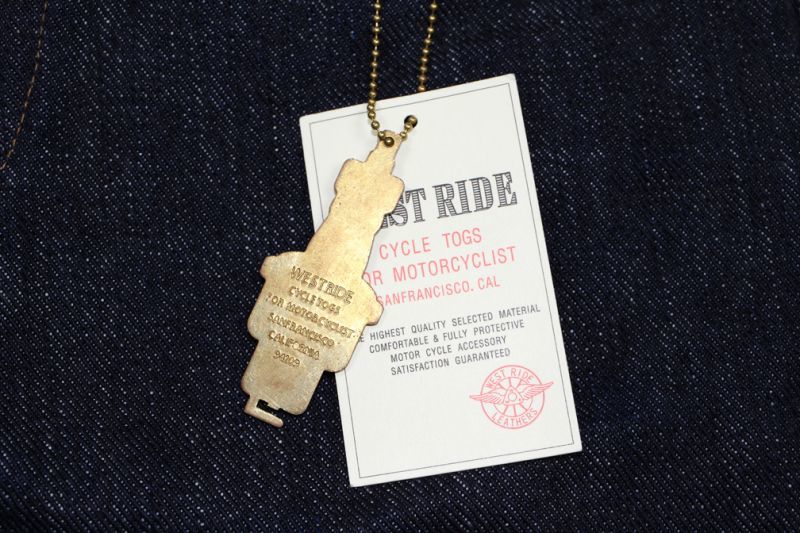 WESTRIDE
CYCLE TOGS
FOR MOTORCYCLIST
SANFRANCISCO
CALIFORNIA
94109
EST RIDE
CYCLE TOGS
OR MOTORCYCLIST
SANFRANCISCO. CAL
E HIGHEST QUALITY SELECTED MATERIAL
COMFORTABLE & FULLY PROTECTIVE
MOTOR CYCLE ACCESSORY
SATISFACTION GUARANTEED
WEST RIDE
LEATHERS